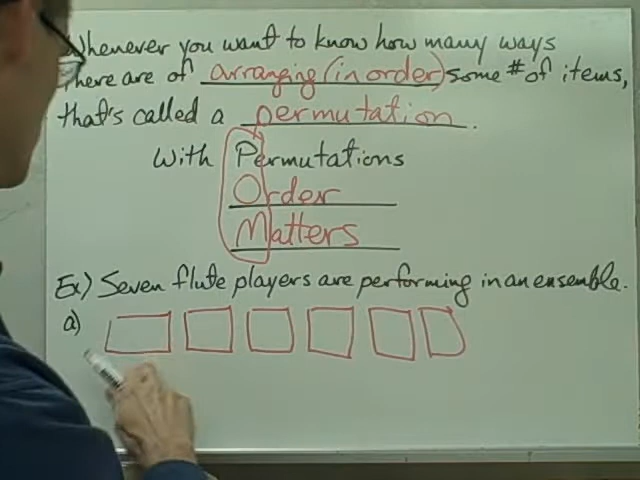 Whenever you want to know how many ways
there are of arranging (in order) some # of items,
that's called a permutation.
With Permutations
Order
Matters
Ex) Seven flute players are performing in an ensemble.
a)